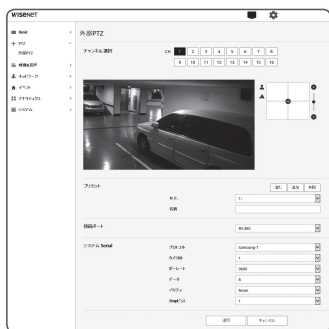 WISENET
Basic
PTZ
外部PTZ
映像&音声
ネットワーク
イベント
アナリティクス
システム
外部PTZ
チャンネル選択
CH 1 2 3 4 5 6 7 8
9 10 11 12 13 14 15 16
プリセット
追加 削除
No. 1:
名前
接続ポート RS-485
システム Serial
プロトコル Samsung-T
カメラID 1
ボーレート 9600
データ 8
パリティ None
Stopビット 1
適用 キャンセル